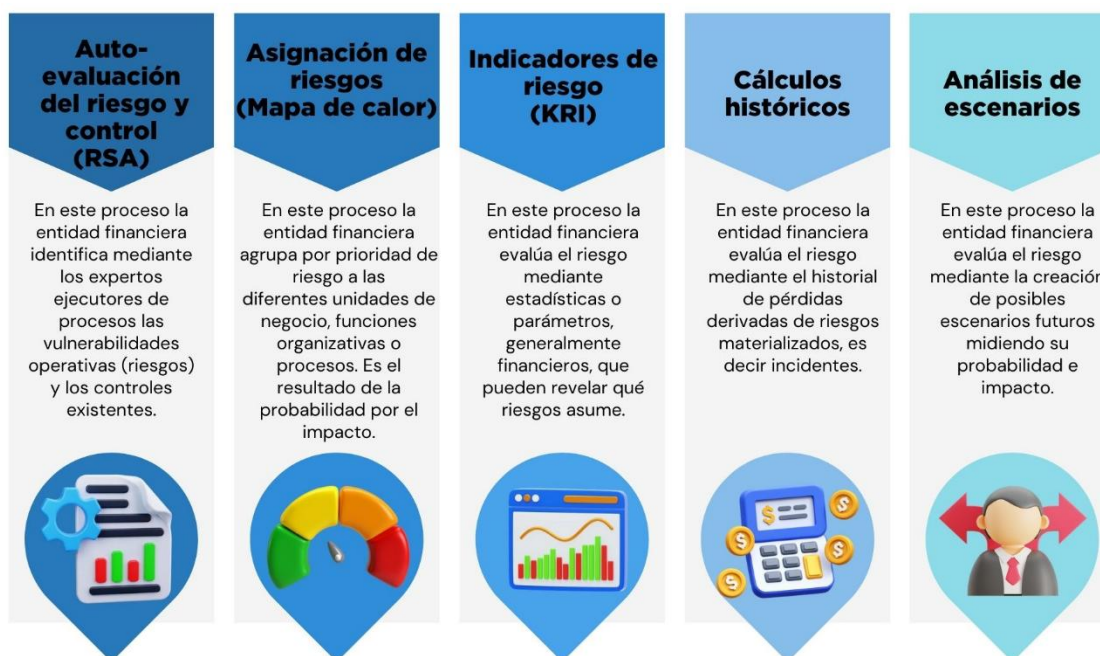 Auto-
evaluación
del riesgo y
control
(RSA)
En este proceso la
entidad financiera
identifica mediante
los expertos
ejecutores de
procesos las
vulnerabilidades
operativas (riesgos)
y los controles
existentes.
Asignación de
riesgos
(Mapa de calor)
En este proceso la
entidad financiera
agrupa por prioridad de
riesgo a las
diferentes unidades de
negocio, funciones
organizativas o
procesos. Es el
resultado de la
probabilidad por el
impacto.
Indicadores de
riesgo
(KRI)
En este proceso la
entidad financiera
evalúa el riesgo
mediante
estadísticas o
parámetros,
generalmente
financieros, que
pueden revelar qué
riesgos asume.
Cálculos
históricos
En este proceso la
entidad financiera
evalúa el riesgo
mediante el historial
de pérdidas
derivadas de riesgos
materializados, es
decir incidentes.
$
$
$
$
Análisis de
escenarios
En este proceso la
entidad financiera
evalúa el riesgo
mediante la creación
de posibles
escenarios futuros
midiendo su
probabilidad e
impacto.